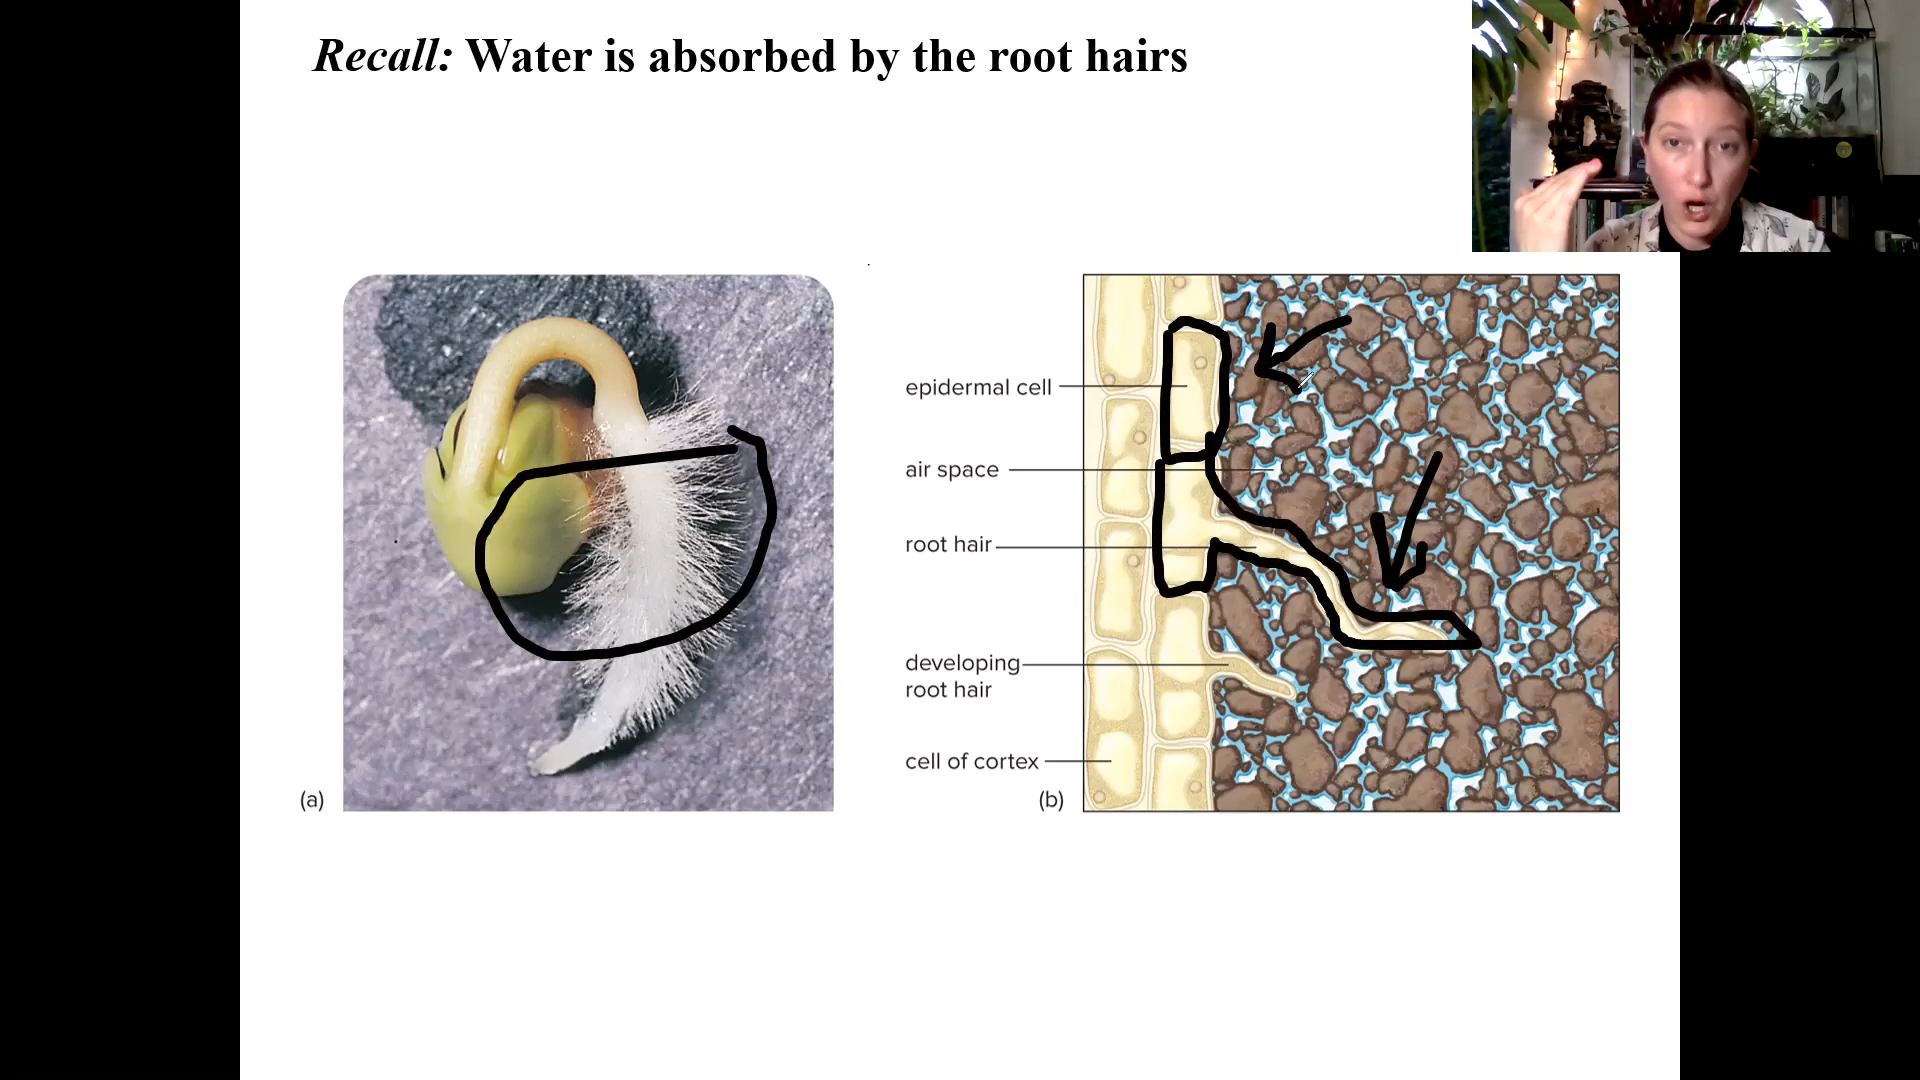 Recall: Water is absorbed by the root hairs
epidermal cell
air space
root hair
developing
root hair
cell of cortex
(a)
(b)